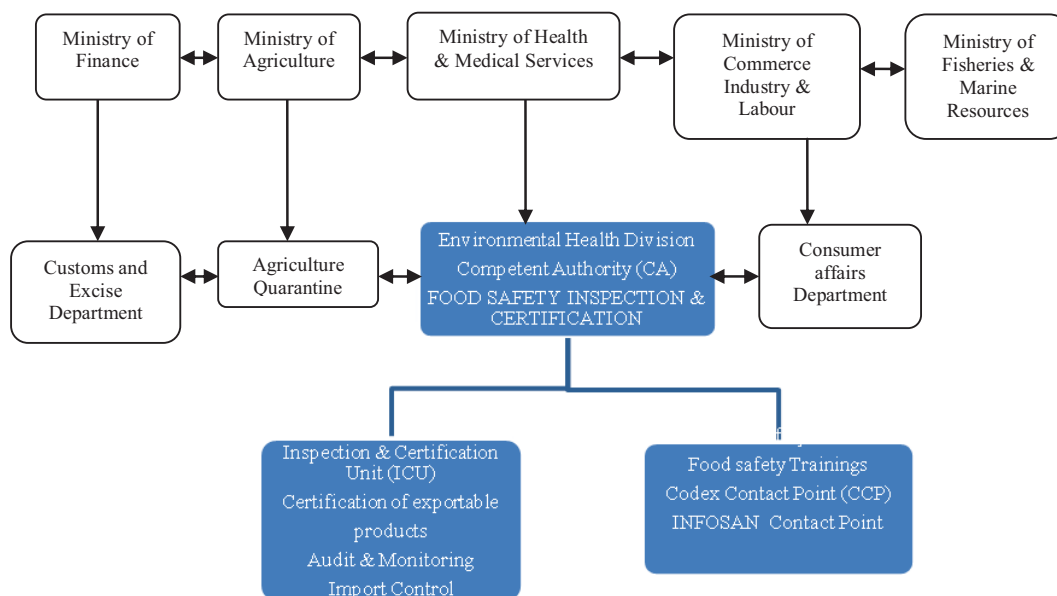 Ministry of
Finance
Ministry of
Agriculture
Ministry of Health
& Medical Services
Ministry of
Commerce
Industry &
Labour
Ministry of
Fisheries &
Marine
Resources
Customs and
Excise
Department
Agriculture
Quarantine
Environmental Health Division
Competent Authority (CA)
FOOD SAFETY INSPECTION &
CERTIFICATION
Consumer
affairs
Department
Inspection & Certification
Unit (ICU)
Certification of exportable
products
Audit & Monitoring
Import Control
Food safety Trainings
Codex Contact Point (CCP)
INFOSAN Contact Point